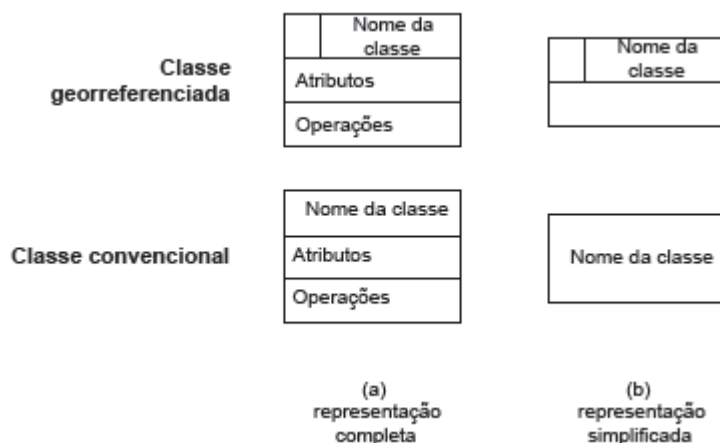 Classe
georreferenciada
Nome da
classe
Atributos
Operações
Nome da
classe
Classe convencional
Nome da classe
Atributos
Operações
Nome da classe
(a)
representação
completa
(b)
representação
simplificada